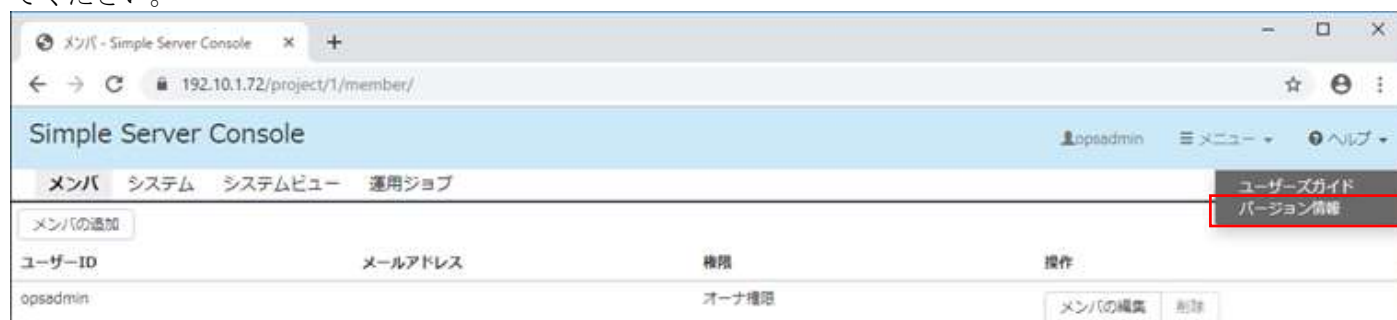 てください。
メンバ - Simple Server Console
192.10.1.72/project/1/member/
Simple Server Console
opsadmin メニュー ヘルプ
メンバ システム システムビュー 運用ジョブ
ユーザーズガイド
バージョン情報
メンバの追加
ユーザーID メールアドレス 権限 操作
opsadmin オーナ権限 メンバの編集 削除